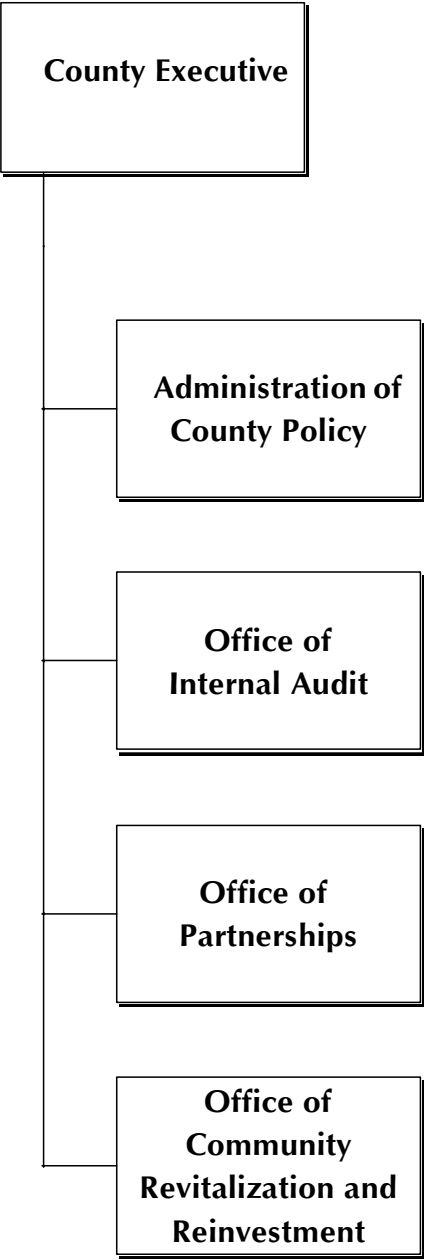 County Executive
Administration of
County Policy
Office of
Internal Audit
Office of
Partnerships
Office of
Community
Revitalization and
Reinvestment